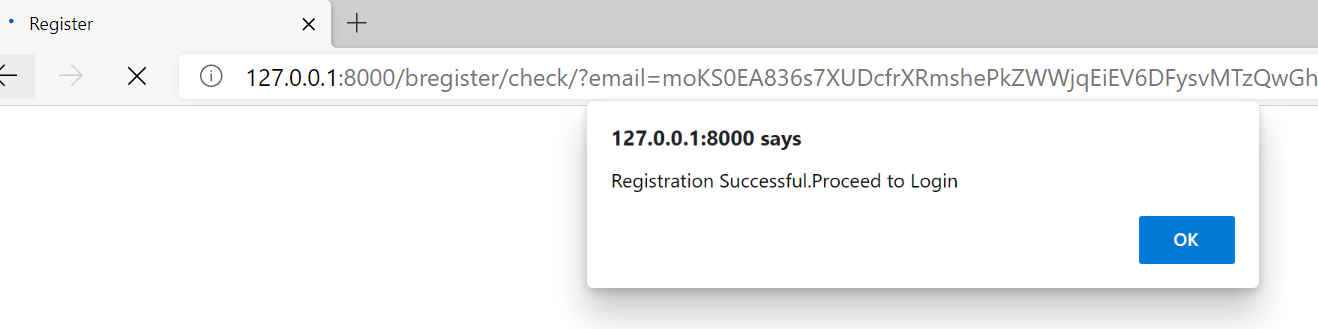 Register
127.0.0.1:8000/bregister/check/?email=moKS0EA836s7XUDcfrXRmshePkZWWjqEiEV6DFysvMTzQwGh
127.0.0.1:8000 says
Registration Successful.Proceed to Login
OK